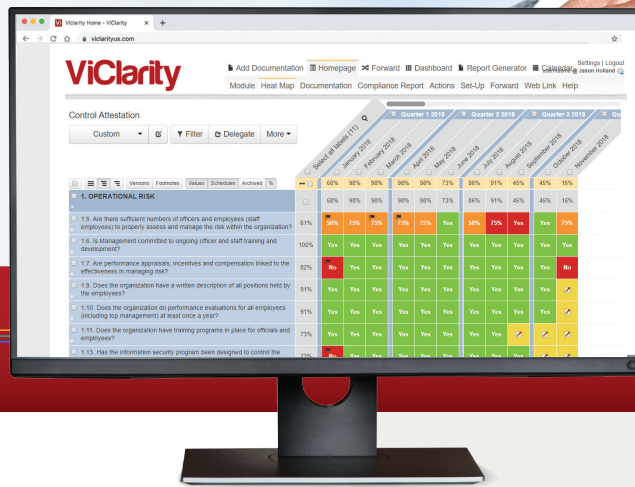 Viclarity Home - ViClarity
viclarityus.com
ViClarity
Add Documentation Homepage Forward Dashboard Report Generator Calendar
Settings | Logout
Jason Holland
Module Heat Map Documentation Compliance Report Actions Set-Up Forward Web Link Help
Control Attestation
Custom Filter Delegate More
Quarter 1 2018 Quarter 2 2018 Quarter 3 2018
Select all labels (11) January 2018 February 2018 March 2018 April 2018 May 2018 June 2018 July 2018 August 2018 September 2018 October 2018 November 2018
Versions Footnotes Values Schedules Archived % 68% 98% 98% 98% 98% 73% 86% 91% 45% 45% 16%
1. OPERATIONAL RISK 68% 98% 98% 98% 98% 73% 86% 91% 45% 45% 16%
1.5. Are there sufficient numbers of officers and employees (staff
employees) to properly assess and manage the risk within the organization? 61% 50% 75% 75% 75% 75% Yes 50% 75% Yes Yes 75%
1.6. Is Management committed to ongoing officer and staff training and
development? 100% Yes Yes Yes Yes Yes Yes Yes Yes Yes Yes Yes
1.7. Are performance appraisals, incentives and compensation linked to the
effectiveness in managing risk? 82% No Yes Yes Yes Yes Yes Yes Yes Yes Yes No
1.9. Does the organization have a written description of all positions held by
the employees? 91% Yes Yes Yes Yes Yes Yes Yes Yes Yes Yes
1.10. Does the organization do performance evaluations for all employees
(including top management) at least once a year? 91% Yes Yes Yes Yes Yes Yes Yes Yes Yes Yes
1.11. Does the organization have training programs in place for officials and
employees? 73% Yes Yes Yes Yes Yes Yes Yes Yes
1.13. Has the information security program been designed to control the
73% No Yes Yes Yes Yes Yes Yes Yes